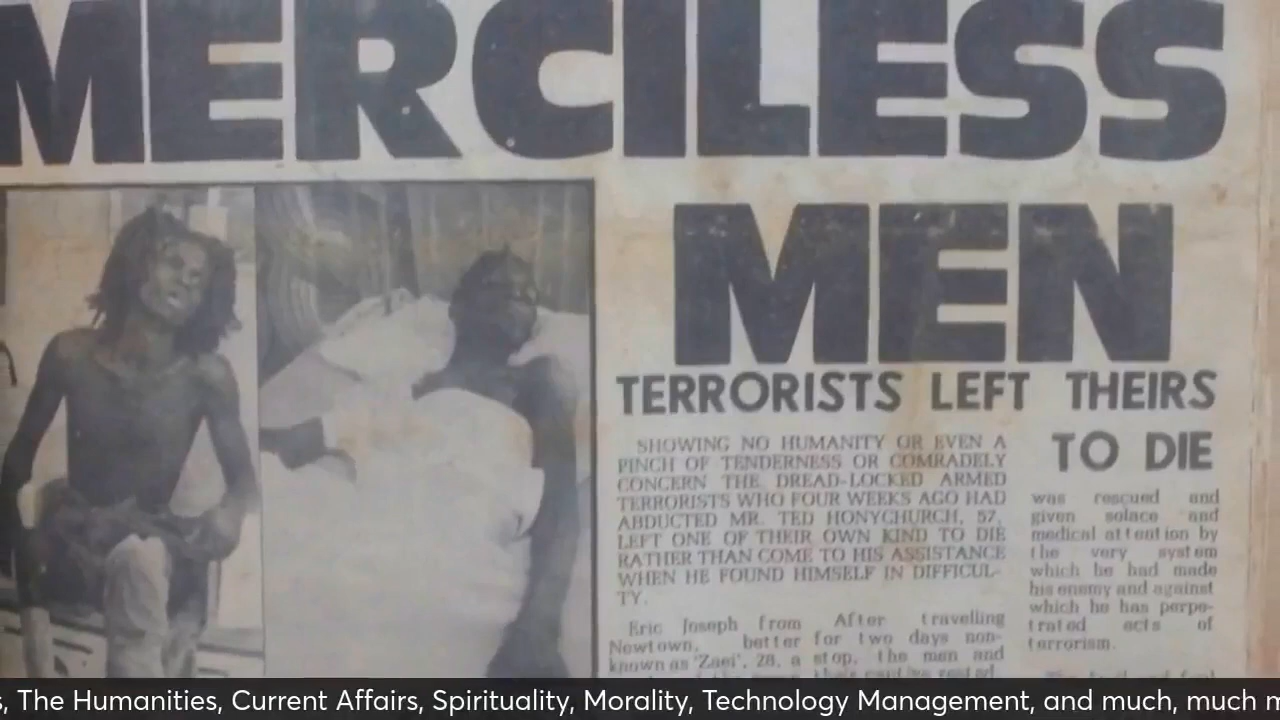 MERCILESS
MEN
TERRORISTS LEFT THEIRS
TO DIE
SHOWING NO HUMANITY OR EVEN A
PINCH OF TENDERNESS OR COMRADELY
CONCERN THE DREAD-LOCKED ARMED
TERRORISTS WHO FOUR WEEKS AGO HAD
ABDUCTED MR. TED HONYCHURCH, 57,
LEFT ONE OF THEIR OWN KIND TO DIE
RATHER THAN COME TO HIS ASSISTANCE
WHEN HE FOUND HIMSELF IN DIFFICUL-
TY.
Eric Joseph from
Newtown, better
known as 'Zaei', 28, a
After travelling
for two days non-
stop, the men and
their captive rested
was rescued and
given solace and
medical attention by
the very system
which he had made
his enemy and against
which he has perpe-
trated acts of
terrorism.
s, The Humanities, Current Affairs, Spirituality, Morality, Technology Management, and much, much m